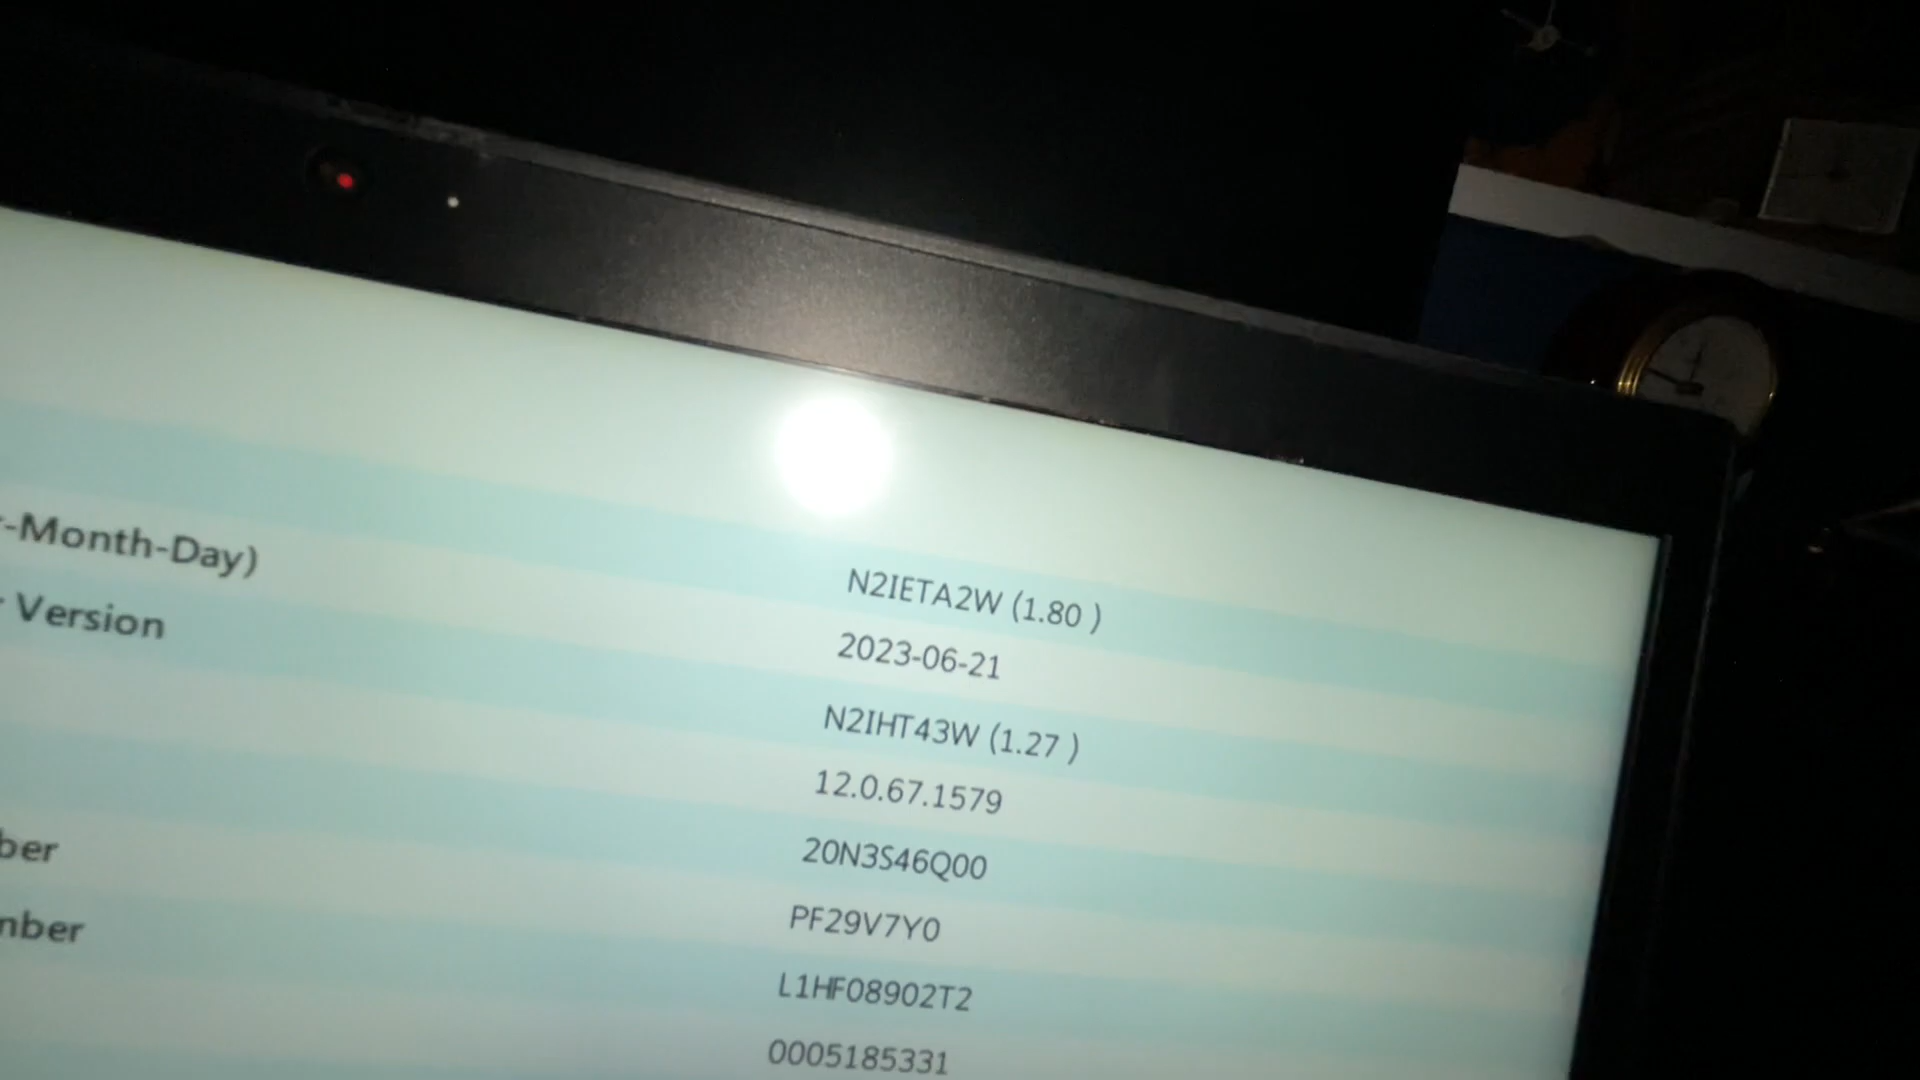 N2IETA2W (1.80 )
-Month-Day) 2023-06-21
Version N2IHT43W (1.27 )
12.0.67.1579
20N3S46Q00
ber PF29V7Y0
mber L1HF08902T2
0005185331